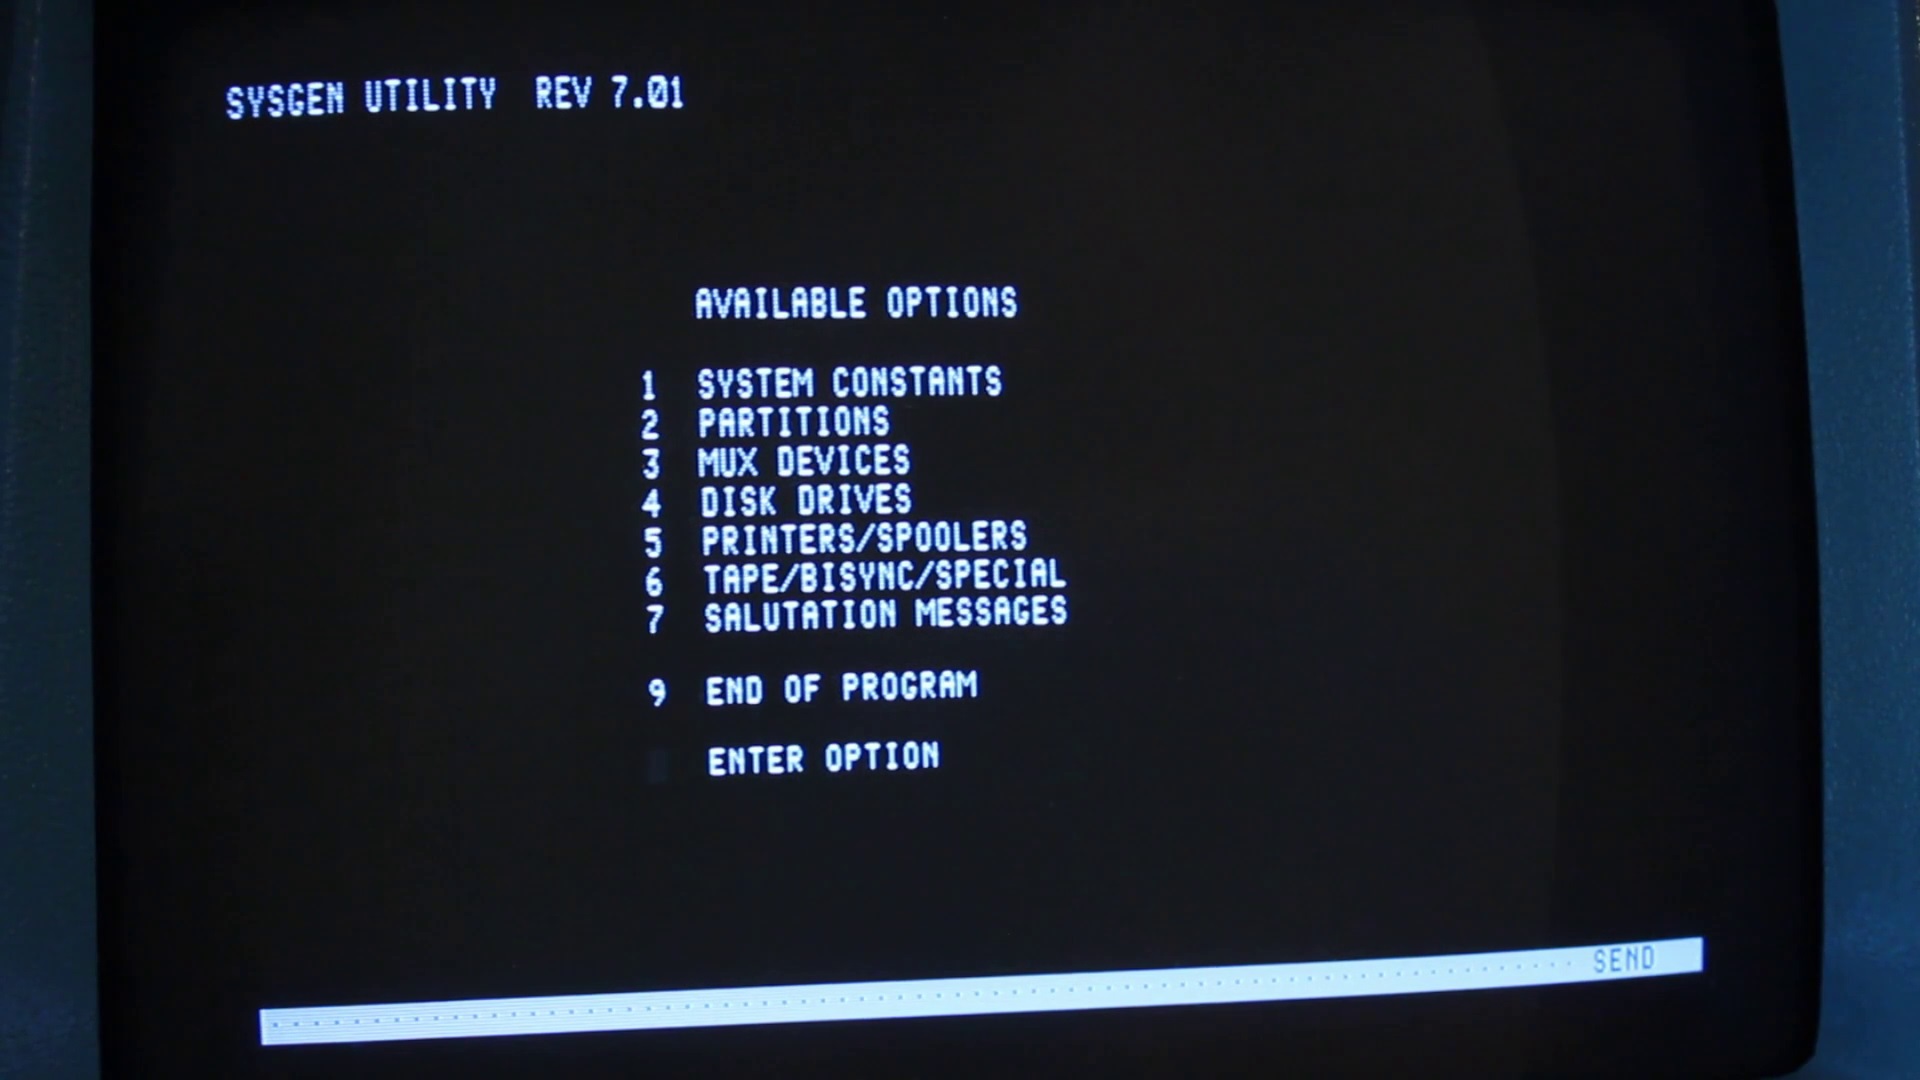 SYSGEN UTILITY REV 7.01
AVAILABLE OPTIONS
1 SYSTEM CONSTANTS
2 PARTITIONS
3 MUX DEVICES
4 DISK DRIVES
5 PRINTERS/SPOOLERS
6 TAPE/BISYNC/SPECIAL
7 SALUTATION MESSAGES
9 END OF PROGRAM
ENTER OPTION
SEND